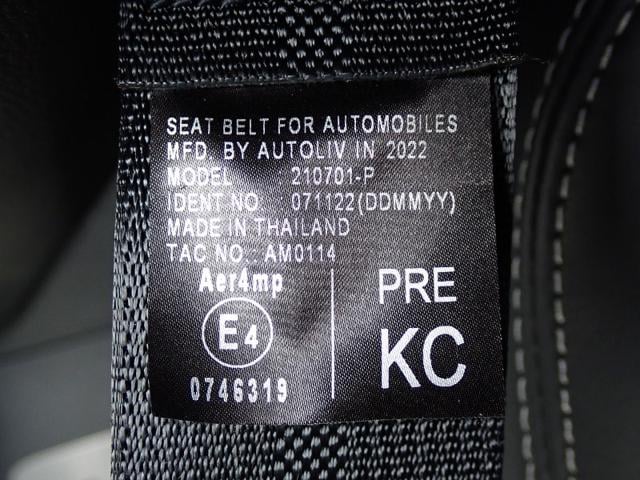 SEAT BELT FOR AUTOMOBILES
MFD. BY AUTOLIV IN 2022
MODEL 210701-P
IDENT NO. 071122(DDMMYY)
MADE IN THAILAND
TAC NO.: AM0114
Aer4mp
E4
0746319
PRE
KC